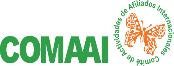 COMAAI
Comité de Actividades de Afiliados Internacionales